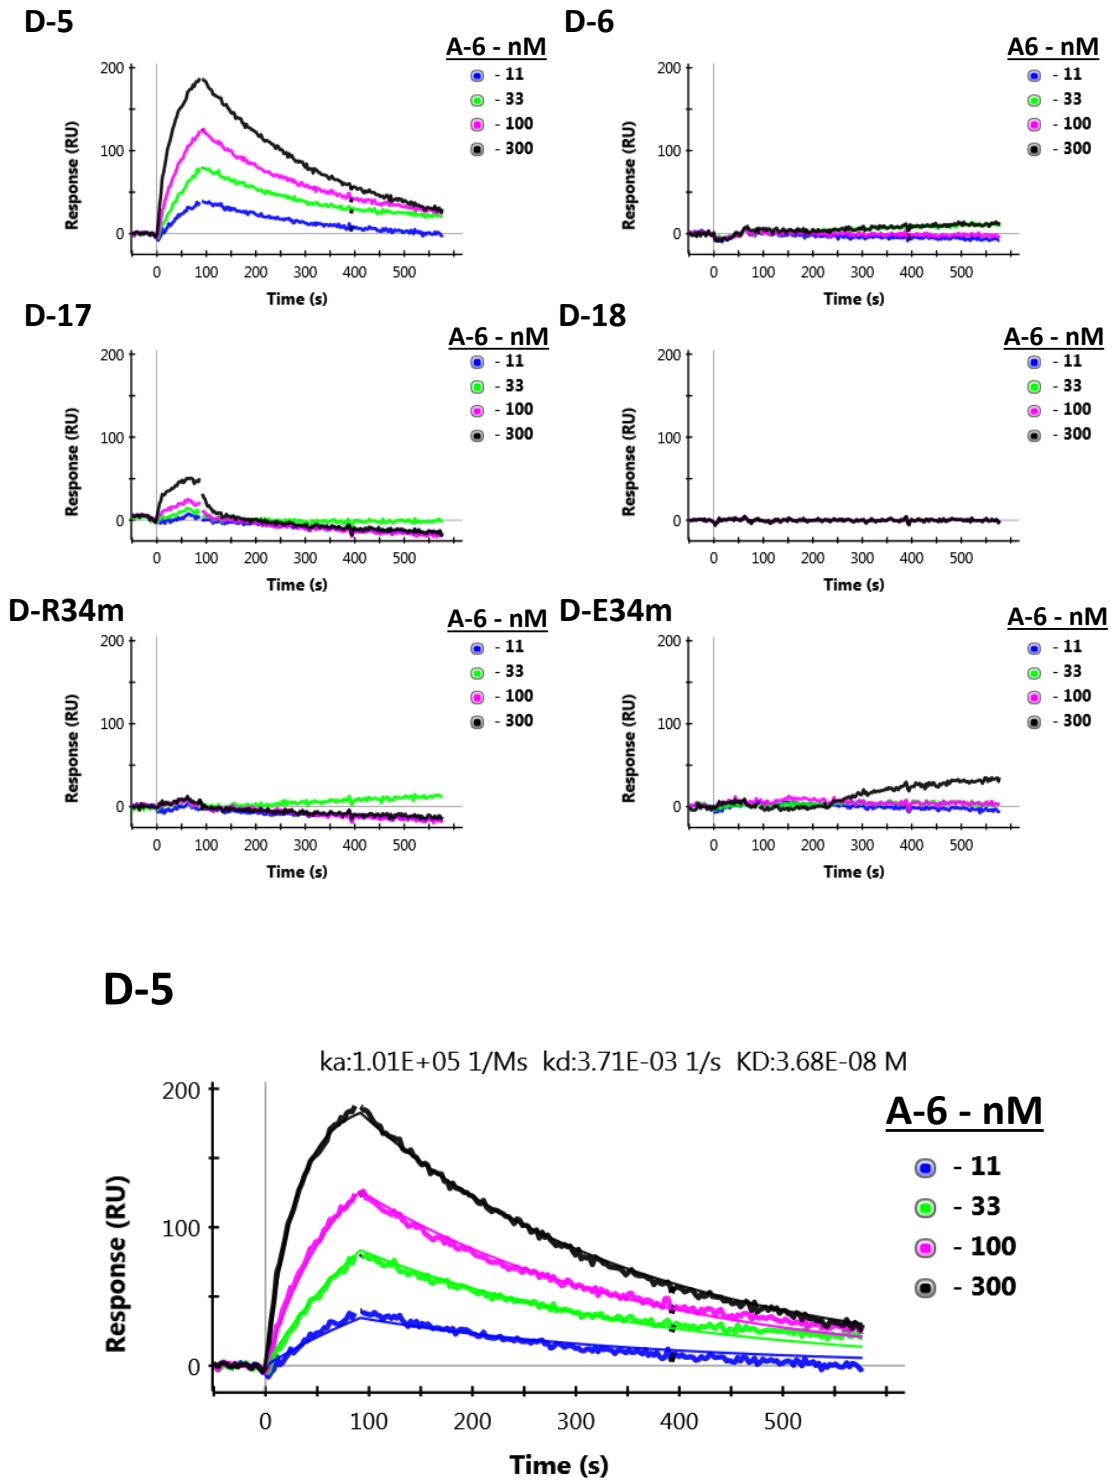 D-5
A-6 - nM
- 11
- 33
- 100
- 300
200
100
0
Response (RU)
0 100 200 300 400 500
Time (s)
D-6
A6 - nM
- 11
- 33
- 100
- 300
200
100
0
Response (RU)
0 100 200 300 400 500
Time (s)
D-17
A-6 - nM
- 11
- 33
- 100
- 300
200
100
0
Response (RU)
0 100 200 300 400 500
Time (s)
D-18
A-6 - nM
- 11
- 33
- 100
- 300
200
100
0
Response (RU)
0 100 200 300 400 500
Time (s)
D-R34m
A-6 - nM
- 11
- 33
- 100
- 300
200
100
0
Response (RU)
0 100 200 300 400 500
Time (s)
D-E34m
A-6 - nM
- 11
- 33
- 100
- 300
200
100
0
Response (RU)
0 100 200 300 400 500
Time (s)
D-5
ka:1.01E+05 1/Ms kd:3.71E-03 1/s KD:3.68E-08 M
A-6 - nM
- 11
- 33
- 100
- 300
200
100
0
Response (RU)
0 100 200 300 400 500
Time (s)